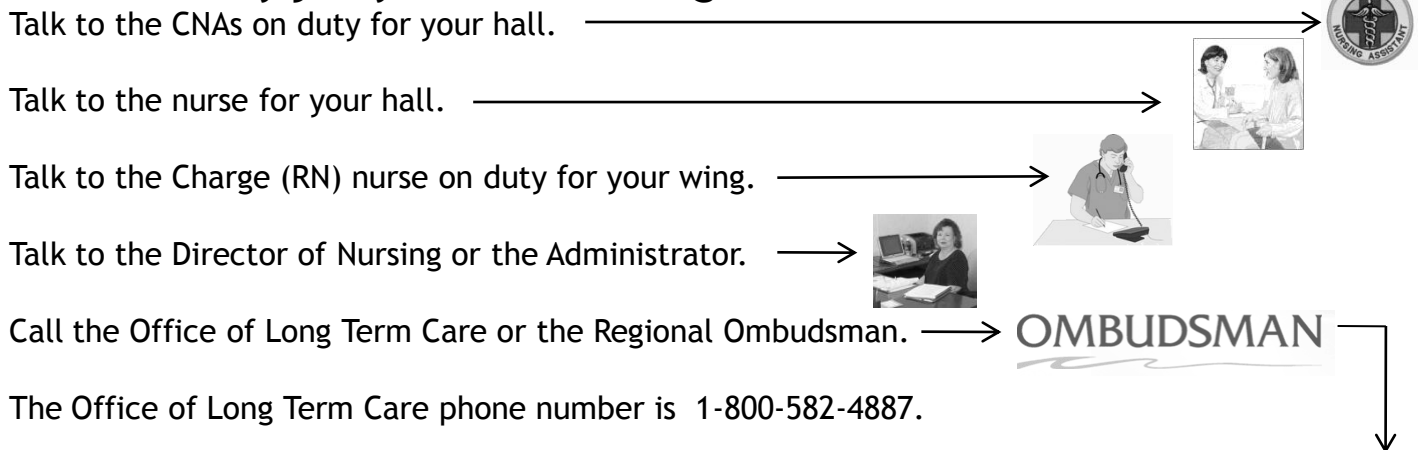 Talk to the CNAs on duty for your hall.
NURSING ASSISTANT
Talk to the nurse for your hall.
Talk to the Charge (RN) nurse on duty for your wing.
Talk to the Director of Nursing or the Administrator.
Call the Office of Long Term Care or the Regional Ombudsman.
OMBUDSMAN
The Office of Long Term Care phone number is 1-800-582-4887.